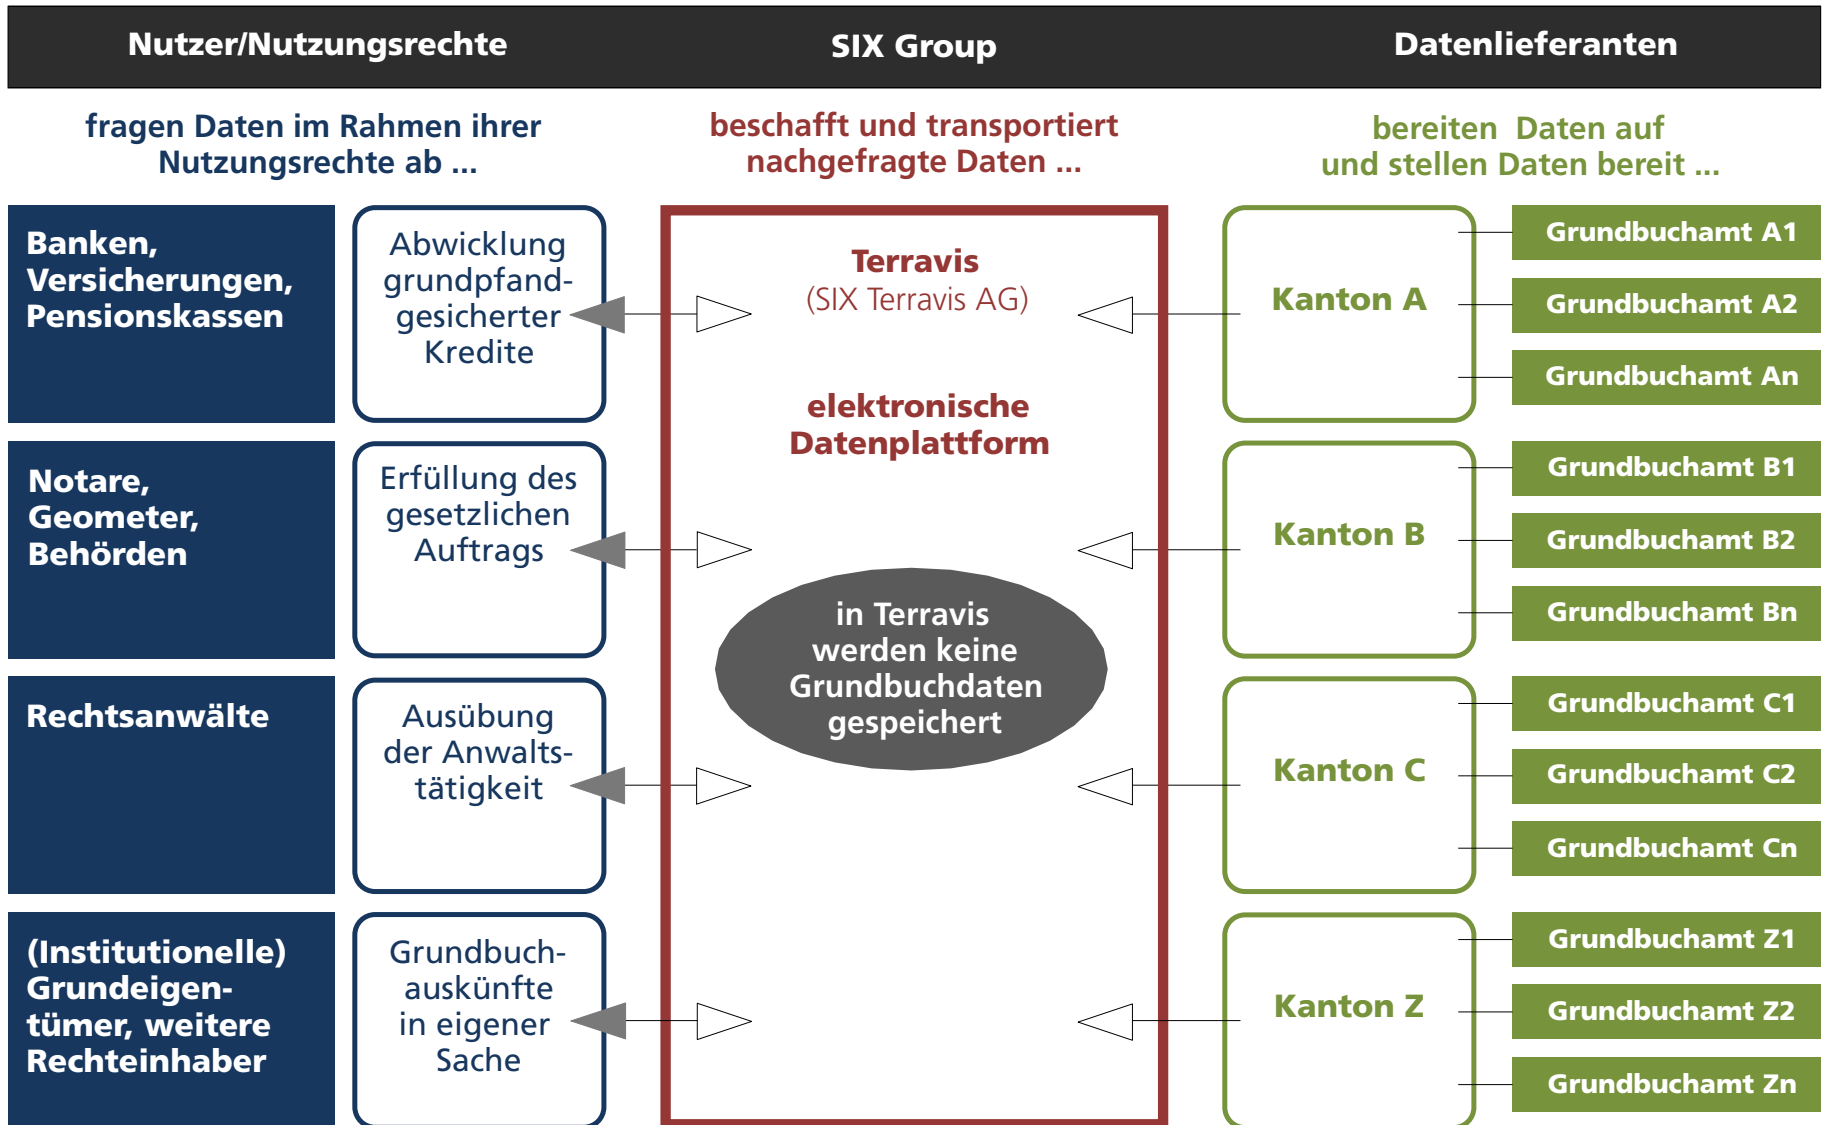 Nutzer/Nutzungsrechte
SIX Group
Datenlieferanten
fragen Daten im Rahmen ihrer
Nutzungsrechte ab ...
beschafft und transportiert
nachgefragte Daten ...
bereiten Daten auf
und stellen Daten bereit ...
Banken,
Versicherungen,
Pensionskassen
Abwicklung
grundpfand-
gesicherter
Kredite
Notare,
Geometer,
Behörden
Erfüllung des
gesetzlichen
Auftrags
Rechtsanwälte
Ausübung
der Anwalts-
tätigkeit
(Institutionelle)
Grundeigen-
tümer, weitere
Rechteinhaber
Grundbuch-
auskünfte
in eigener
Sache
Terravis
(SIX Terravis AG)
elektronische
Datenplattform
in Terravis
werden keine
Grundbuchdaten
gespeichert
Kanton A
Grundbuchamt A1
Grundbuchamt A2
Grundbuchamt An
Kanton B
Grundbuchamt B1
Grundbuchamt B2
Grundbuchamt Bn
Kanton C
Grundbuchamt C1
Grundbuchamt C2
Grundbuchamt Cn
Kanton Z
Grundbuchamt Z1
Grundbuchamt Z2
Grundbuchamt Zn